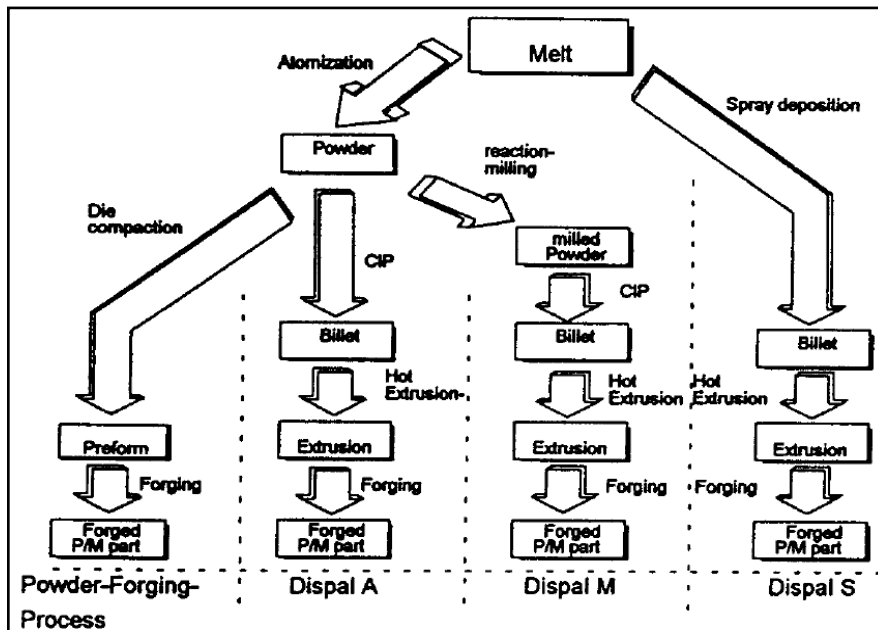 Melt
Atomization
Spray deposition
Powder
reaction-
milling
Die
compaction
milled
Powder
CIP
CIP
Billet
Billet
Billet
Hot
Extrusion-
Hot
Extrusion
Hot
Extrusion
Preform
Extrusion
Extrusion
Extrusion
Forging
Forging
Forging
Forging
Forged
P/M part
Forged
P/M part
Forged
P/M part
Forged
P/M part
Powder-Forging-
Process
Dispal A
Dispal M
Dispal S